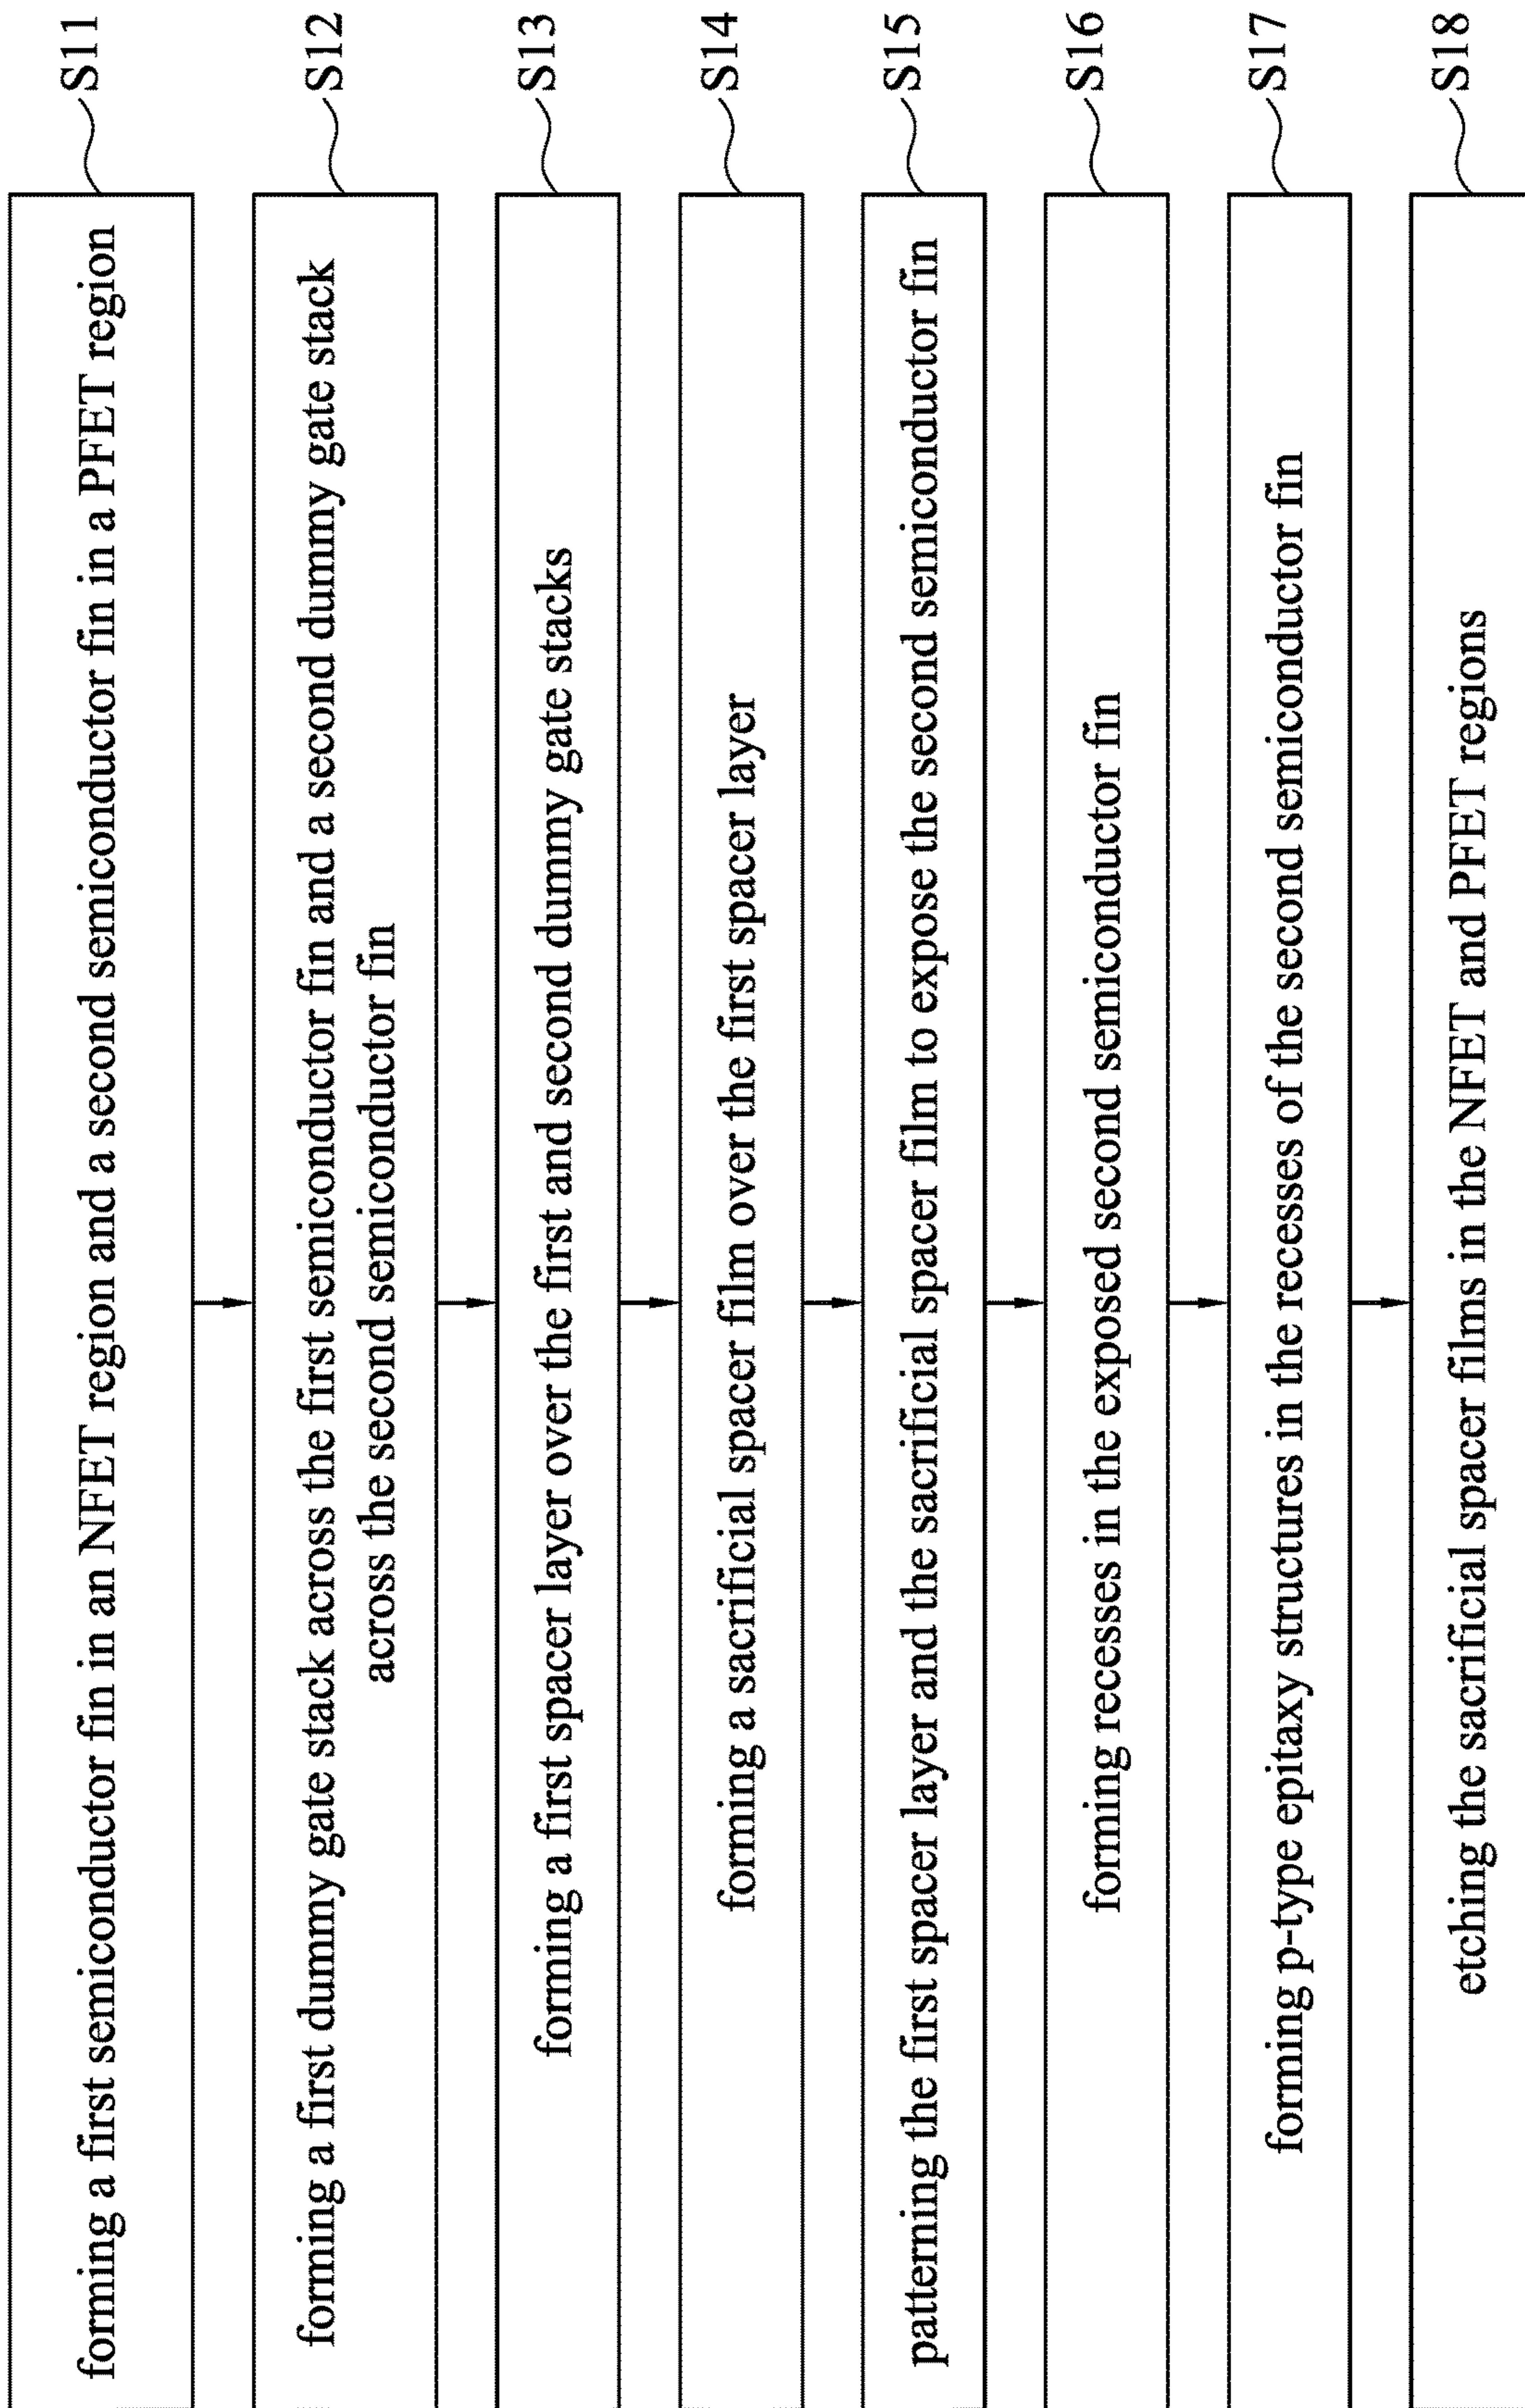 forming a first semiconductor fin in an NFET region and a second semiconductor fin in a PFET region
S11
forming a first dummy gate stack across the first semiconductor fin and a second dummy gate stack
across the second semiconductor fin
S12
forming a first spacer layer over the first and second dummy gate stacks
S13
forming a sacrificial spacer film over the first spacer layer
S14
patterning the first spacer layer and the sacrificial spacer film to expose the second semiconductor fin
S15
forming recesses in the exposed second semiconductor fin
S16
forming p-type epitaxy structures in the recesses of the second semiconductor fin
S17
etching the sacrificial spacer films in the NFET and PFET regions
S18